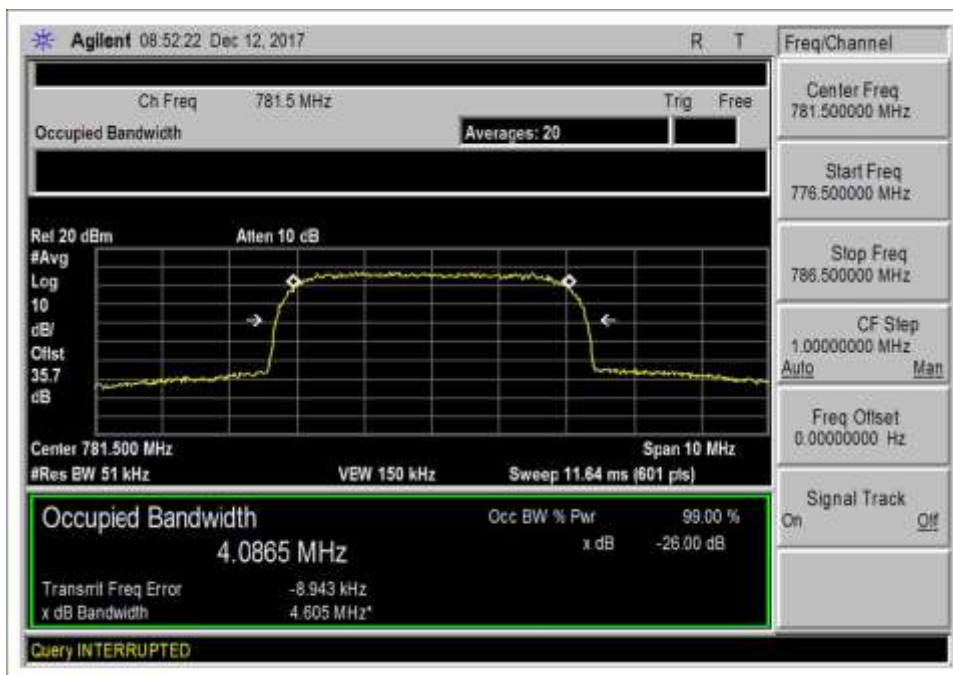 Agilent 08:52:22 Dec 12, 2017 R T
Freq/Channel
Ch Freq 781.5 MHz Trig Free
Occupied Bandwidth Averages: 20
Center Freq
781.500000 MHz
Start Freq
776.500000 MHz
Stop Freq
786.500000 MHz
CF Step
1.00000000 MHz
Auto Man
Freq Offset
0.00000000 Hz
Signal Track
On Off
Rel 20 dBm Atten 10 dB
#Avg
Log
10
dB/
Offst
35.7
dB
Center 781.500 MHz Span 10 MHz
#Res BW 51 kHz VBW 150 kHz Sweep 11.64 ms (601 pts)
Occupied Bandwidth Occ BW % Pwr 99.00 %
4.0865 MHz x dB -26.00 dB
Transmit Freq Error -8.943 kHz
x dB Bandwidth 4.605 MHz*
Query INTERRUPTED